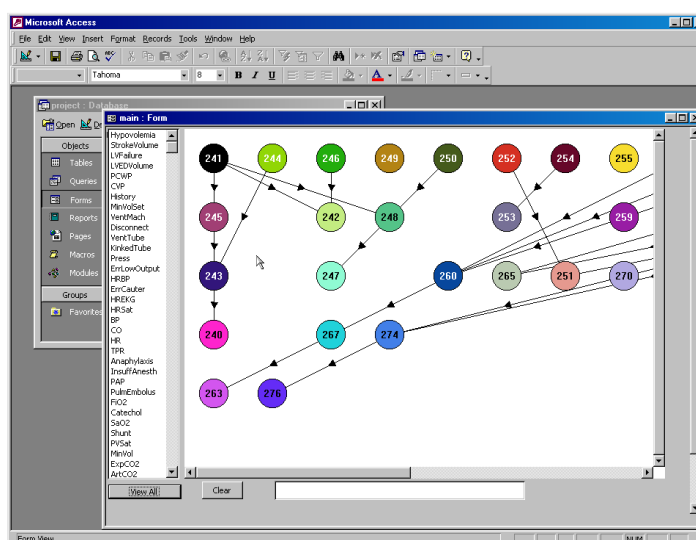 Microsoft Access
File Edit View Insert Format Records Tools Window Help
Tahoma 8 B I U A
project : Database
Open
main : Form
Objects
Tables
Queries
Forms
Reports
Pages
Macros
Modules
Groups
Favorites
Hypovolemia
StrokeVolume
LVFailure
LVEDVolume
PCWP
CVP
History
MinVolSet
VentMach
Disconnect
VentTube
KinkedTube
Press
ErrLowOutput
HRBP
ErrCauter
HREKG
HRSat
BP
CO
HR
TPR
Anaphylaxis
InsuffAnesth
PAP
PulmEmbolus
FiO2
Catechol
SaO2
Shunt
PVSat
MinVol
ExpCO2
ArtCO2
241 244 246 249 250 252 254 255
245 242 248 253 259
243 247 260 265 251 270
240 267 274
263 276
View All Clear
Form View NUM